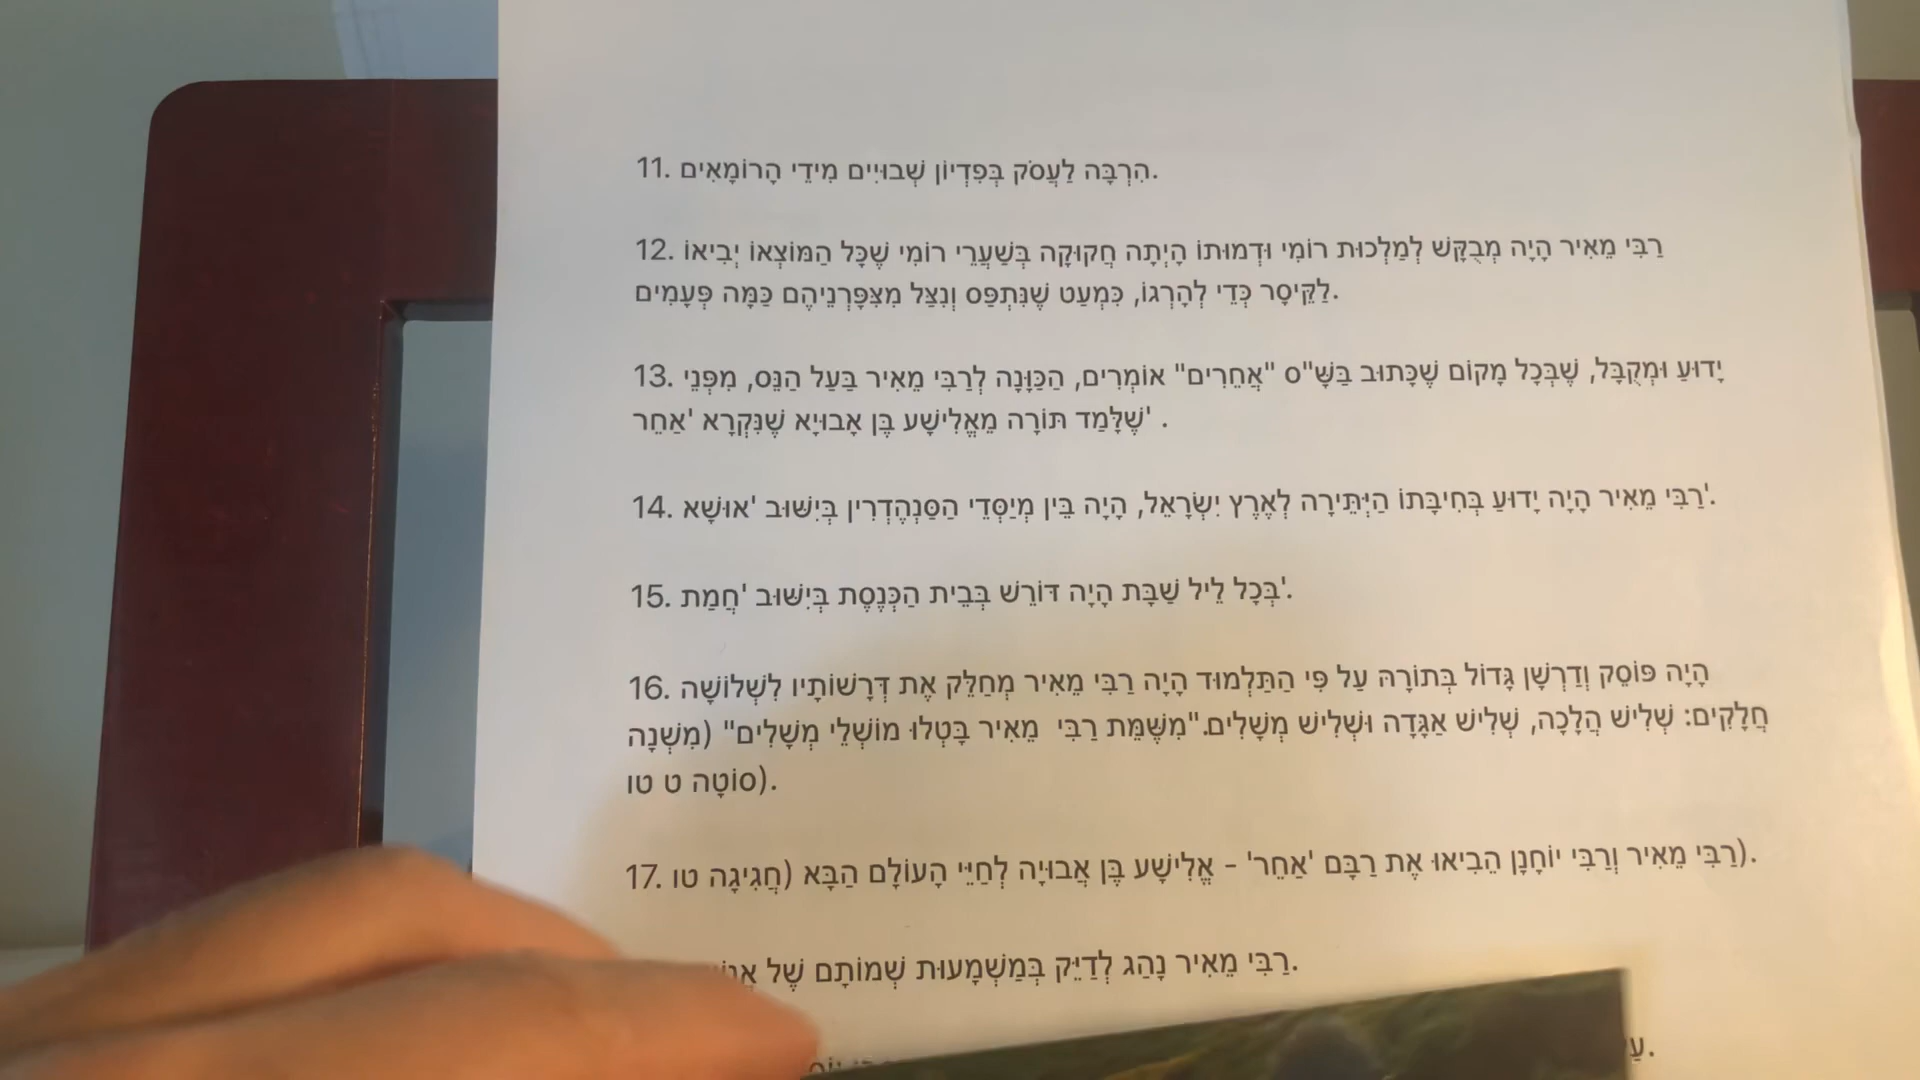 11. הִרְבָּה לַעֲסֹק בְּפִדְיוֹן שְׁבוּיִּים מִידֵי הָרוֹמָאִים.
12. רַבִּי מֵאִיר הָיָה מְבֻקָּשׁ לְמַלְכוּת רוֹמִי וּדְמוּתוֹ הָיְתָה חֲקוּקָה בְּשַׁעֲרֵי רוֹמִי שֶׁכָּל הַמּוֹצְאוֹ יְבִיאוֹ
לַקֵּיסָר כְּדֵי לְהָרְגוֹ, כִּמְעַט שֶׁנִּתְפַּס וְנִצַּל מִצִּפָּרְנֵיהֶם כַּמָּה פְּעָמִים.
13. יָדוּעַ וּמְקֻבָּל, שֶׁבְּכָל מָקוֹם שֶׁכָּתוּב בַּשָּׁ"ס "אֲחֵרִים" אוֹמְרִים, הַכַּוָּנָה לְרַבִּי מֵאִיר בַּעַל הַנֵּס, מִפְּנֵי
שֶׁלָּמַד תּוֹרָה מֵאֱלִישָׁע בֶּן אָבוּיָא שֶׁנִּקְרָא 'אַחֵר' .
14. רַבִּי מֵאִיר הָיָה יָדוּעַ בְּחִיבָּתוֹ הַיְּתֵּירָה לְאֶרֶץ יִשְׂרָאֵל, הָיָה בֵּין מְיַסְּדֵי הַסַּנְהֶדְרִין בְּיִשּׁוּב 'אוּשָׁא'.
15. בְּכָל לֵיל שַׁבָּת הָיָה דּוֹרֵשׁ בְּבֵית הַכְּנֶסֶת בְּיִשּׁוּב 'חֲמַת'.
16. הָיָה פּוֹסֵק וְדַרְשָׁן גָּדוֹל בְּתוֹרָה עַל פִּי הַתַּלְמוּד הָיָה רַבִּי מֵאִיר מְחַלֵּק אֶת דְּרָשׁוֹתָיו לִשְׁלוֹשָׁה
חֲלָקִים: שְׁלִישׁ הֲלָכָה, שְׁלִישׁ אַגָּדָה וּשְׁלִישׁ מְשָׁלִים."מִשֶּׁמֵּת רַבִּי מֵאִיר בָּטְלוּ מוֹשְׁלֵי מְשָׁלִים" (מִשְׁנָה
סוֹטָה ט טו).
17. רַבִּי מֵאִיר וְרַבִּי יוֹחָנָן הֵבִיאוּ אֶת רַבָּם 'אַחֵר' - אֱלִישָׁע בֶּן אֲבוּיָה לְחַיֵּי הָעוֹלָם הַבָּא (חֲגִיגָה טו).
רַבִּי מֵאִיר נָהַג לְדַיֵּק בְּמַשְׁמָעוּת שְׁמוֹתָם שֶׁל